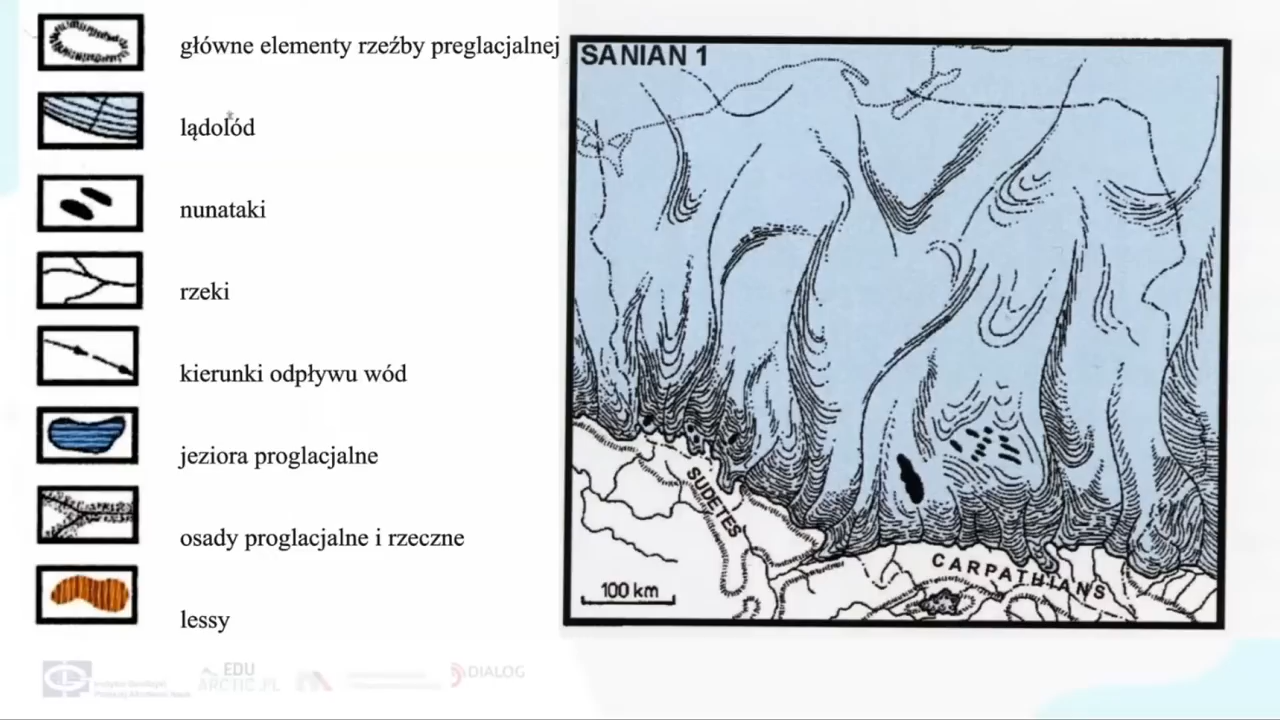 główne elementy rzeźby preglacjalnej
lądolód
nunataki
rzeki
kierunki odpływu wód
jeziora proglacjalne
osady proglacjalne i rzeczne
lessy
SANIAN 1
SUDETES
CARPATHIANS
100 km
EDU
ARCTIC.PL
DIALOG